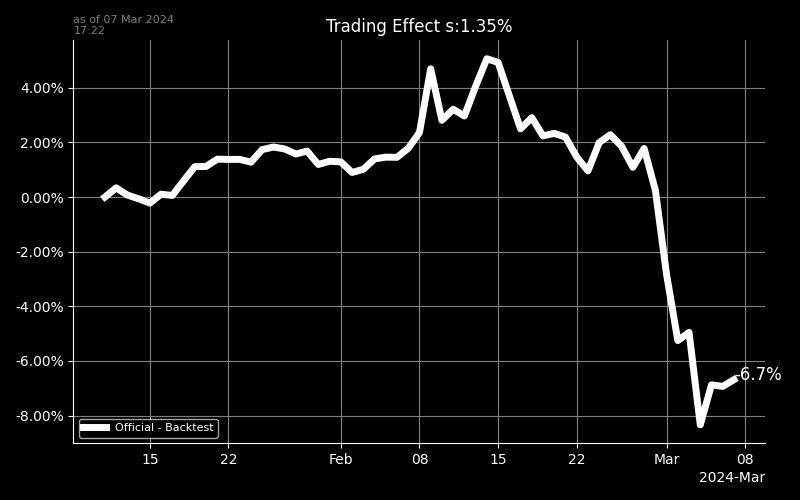 as of 07 Mar 2024
17:22
Trading Effect s:1.35%
4.00%
2.00%
0.00%
-2.00%
-4.00%
-6.00%
-8.00%
-6.7%
Official - Backtest
15 22 Feb 08 15 22 Mar 08
2024-Mar